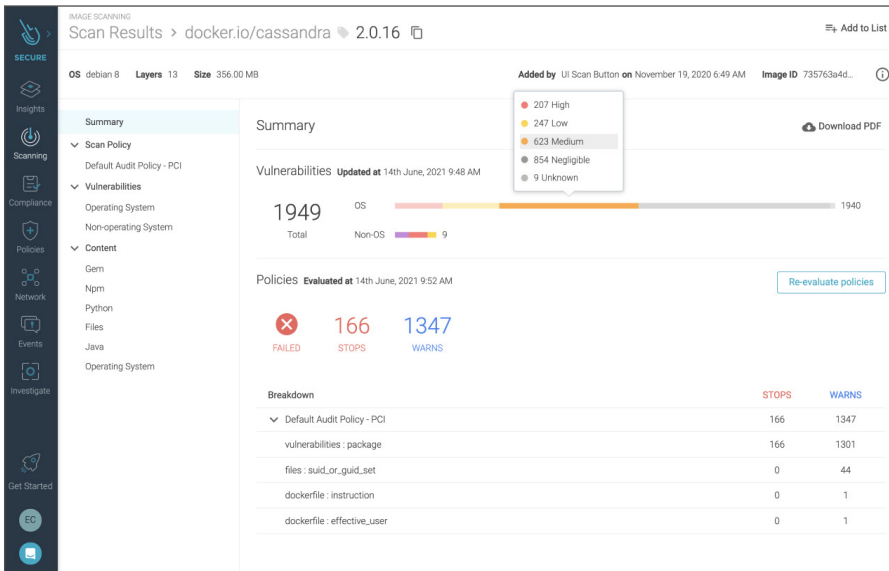 IMAGE SCANNING
Scan Results > docker.io/cassandra 2.0.16
Add to List
SECURE
OS debian 8 Layers 13 Size 356.00 MB
Added by UI Scan Button on November 19, 2020 6:49 AM Image ID 735763a4d...
Insights
Scanning
Compliance
Policies
Network
Events
Investigate
Get Started
EC
Summary
Scan Policy
Default Audit Policy - PCI
Vulnerabilities
Operating System
Non-operating System
Content
Gem
Npm
Python
Files
Java
Operating System
Summary
Download PDF
207 High
247 Low
623 Medium
854 Negligible
9 Unknown
Vulnerabilities Updated at 14th June, 2021 9:48 AM
1949
Total
OS 1940
Non-OS 9
Policies Evaluated at 14th June, 2021 9:52 AM
Re-evaluate policies
166 1347
FAILED STOPS WARNS
Breakdown STOPS WARNS
Default Audit Policy - PCI 166 1347
vulnerabilities : package 166 1301
files : suid_or_guid_set 0 44
dockerfile : instruction 0 1
dockerfile : effective_user 0 1